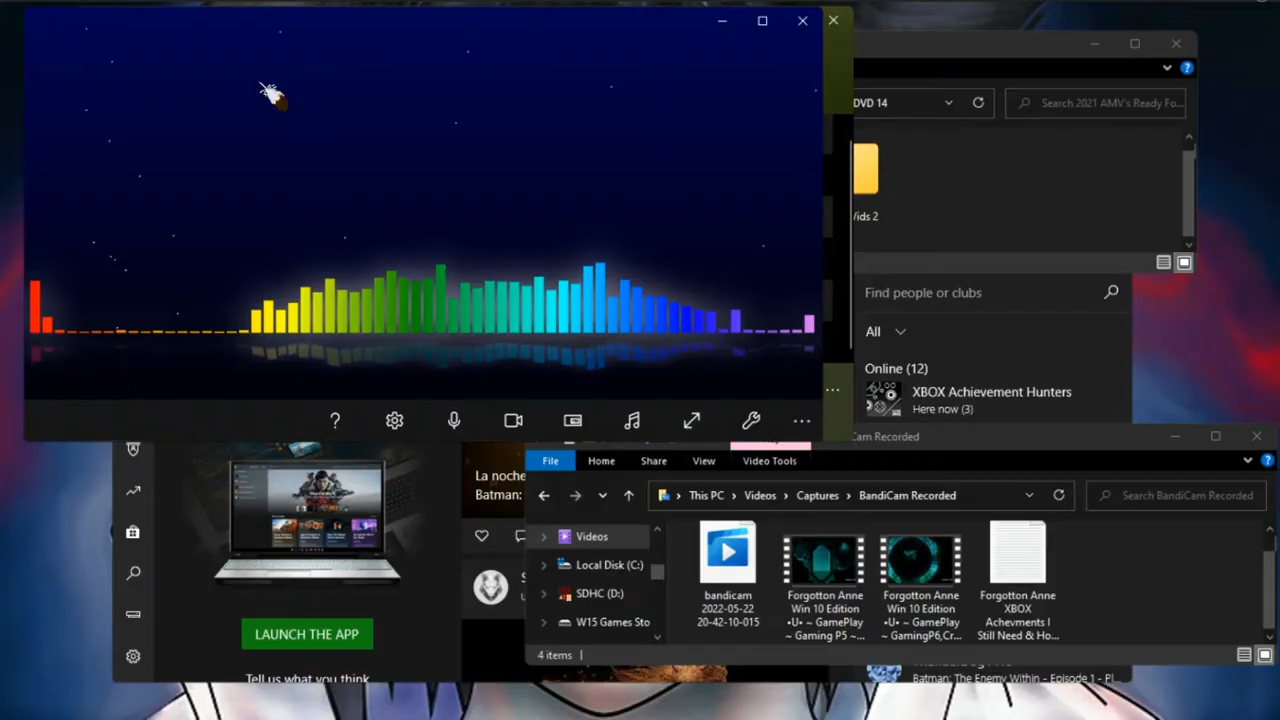 DVD 14
Search 2021 AMV's Ready Fo...
Vids 2
Find people or clubs
All
Online (12)
XBOX Achievement Hunters
Here now (3)
?
...
...
Cam Recorded
File
Home
Share
View
Video Tools
This PC > Videos > Captures > BandiCam Recorded
Search BandiCam Recorded
Videos
Local Disk (C:)
SDHC (D:)
W15 Games Sto
bandicam
2022-05-22
20-42-10-015
Forgotton Anne
Win 10 Edition
•U• ~ GamePlay
~ Gaming P5 ~...
Forgotton Anne
Win 10 Edition
•U• ~ GamePlay
~ GamingP6,Cr...
Forgotton Anne
XBOX
Achevments I
Still Need & Ho...
4 items
La noche
Batman:
LAUNCH THE APP
Tell us what you think
Batman: The Enemy Within - Episode 1 - Pl...